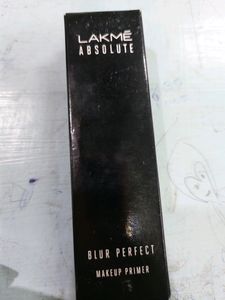 LAKMĒ
ABSOLUTE
BLUR PERFECT
MAKEUP PRIMER